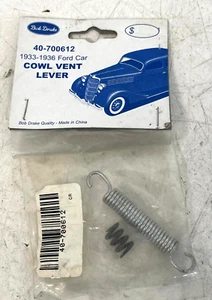 Bob Drake
$
40-700612
1933-1936 Ford Car
COWL VENT
LEVER
Bob Drake Quality - Made in China
40-700612